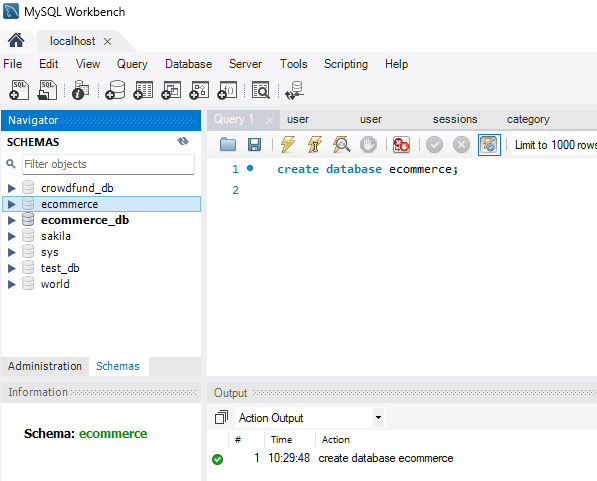 MySQL Workbench
localhost
File Edit View Query Database Server Tools Scripting Help
Navigator
SCHEMAS
Filter objects
crowdfund_db
ecommerce
ecommerce_db
sakila
sys
test_db
world
Administration Schemas
Information
Schema: ecommerce
Query 1 user user sessions category
Limit to 1000 rows
1 create database ecommerce;
2
Output
Action Output
# Time Action
1 10:29:48 create database ecommerce